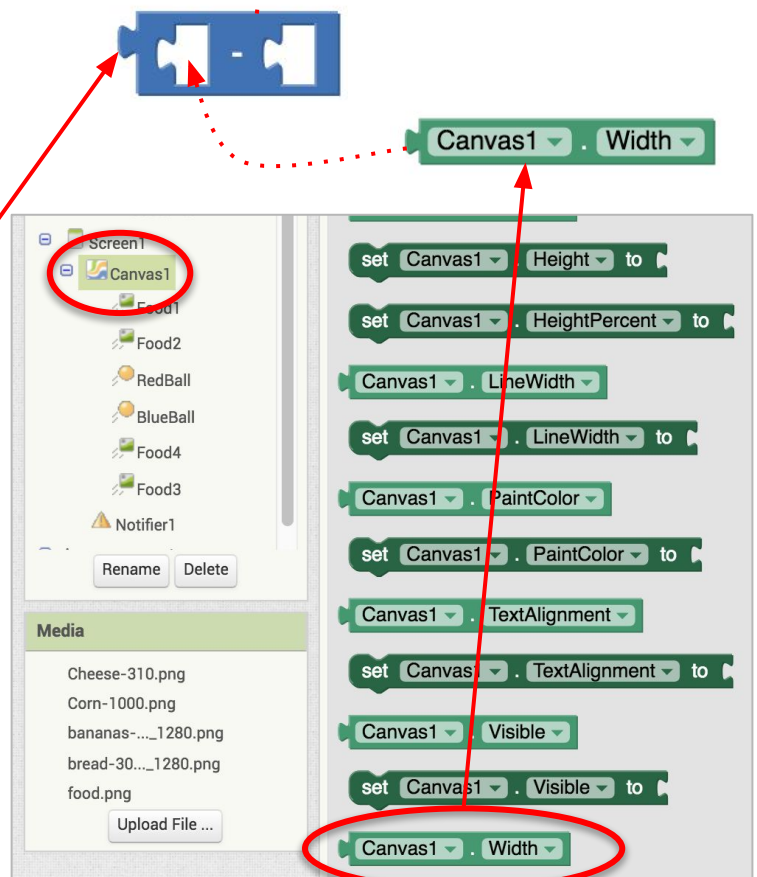 -
Canvas1 . Width
Screen1
Canvas1
Food1
Food2
RedBall
BlueBall
Food4
Food3
Notifier1
Rename Delete
Media
Cheese-310.png
Corn-1000.png
bananas-..._1280.png
bread-30..._1280.png
food.png
Upload File ...
set Canvas1 . Height to
set Canvas1 . HeightPercent to
Canvas1 . LineWidth
set Canvas1 . LineWidth to
Canvas1 . PaintColor
set Canvas1 . PaintColor to
Canvas1 . TextAlignment
set Canvas1 . TextAlignment to
Canvas1 . Visible
set Canvas1 . Visible to
Canvas1 . Width